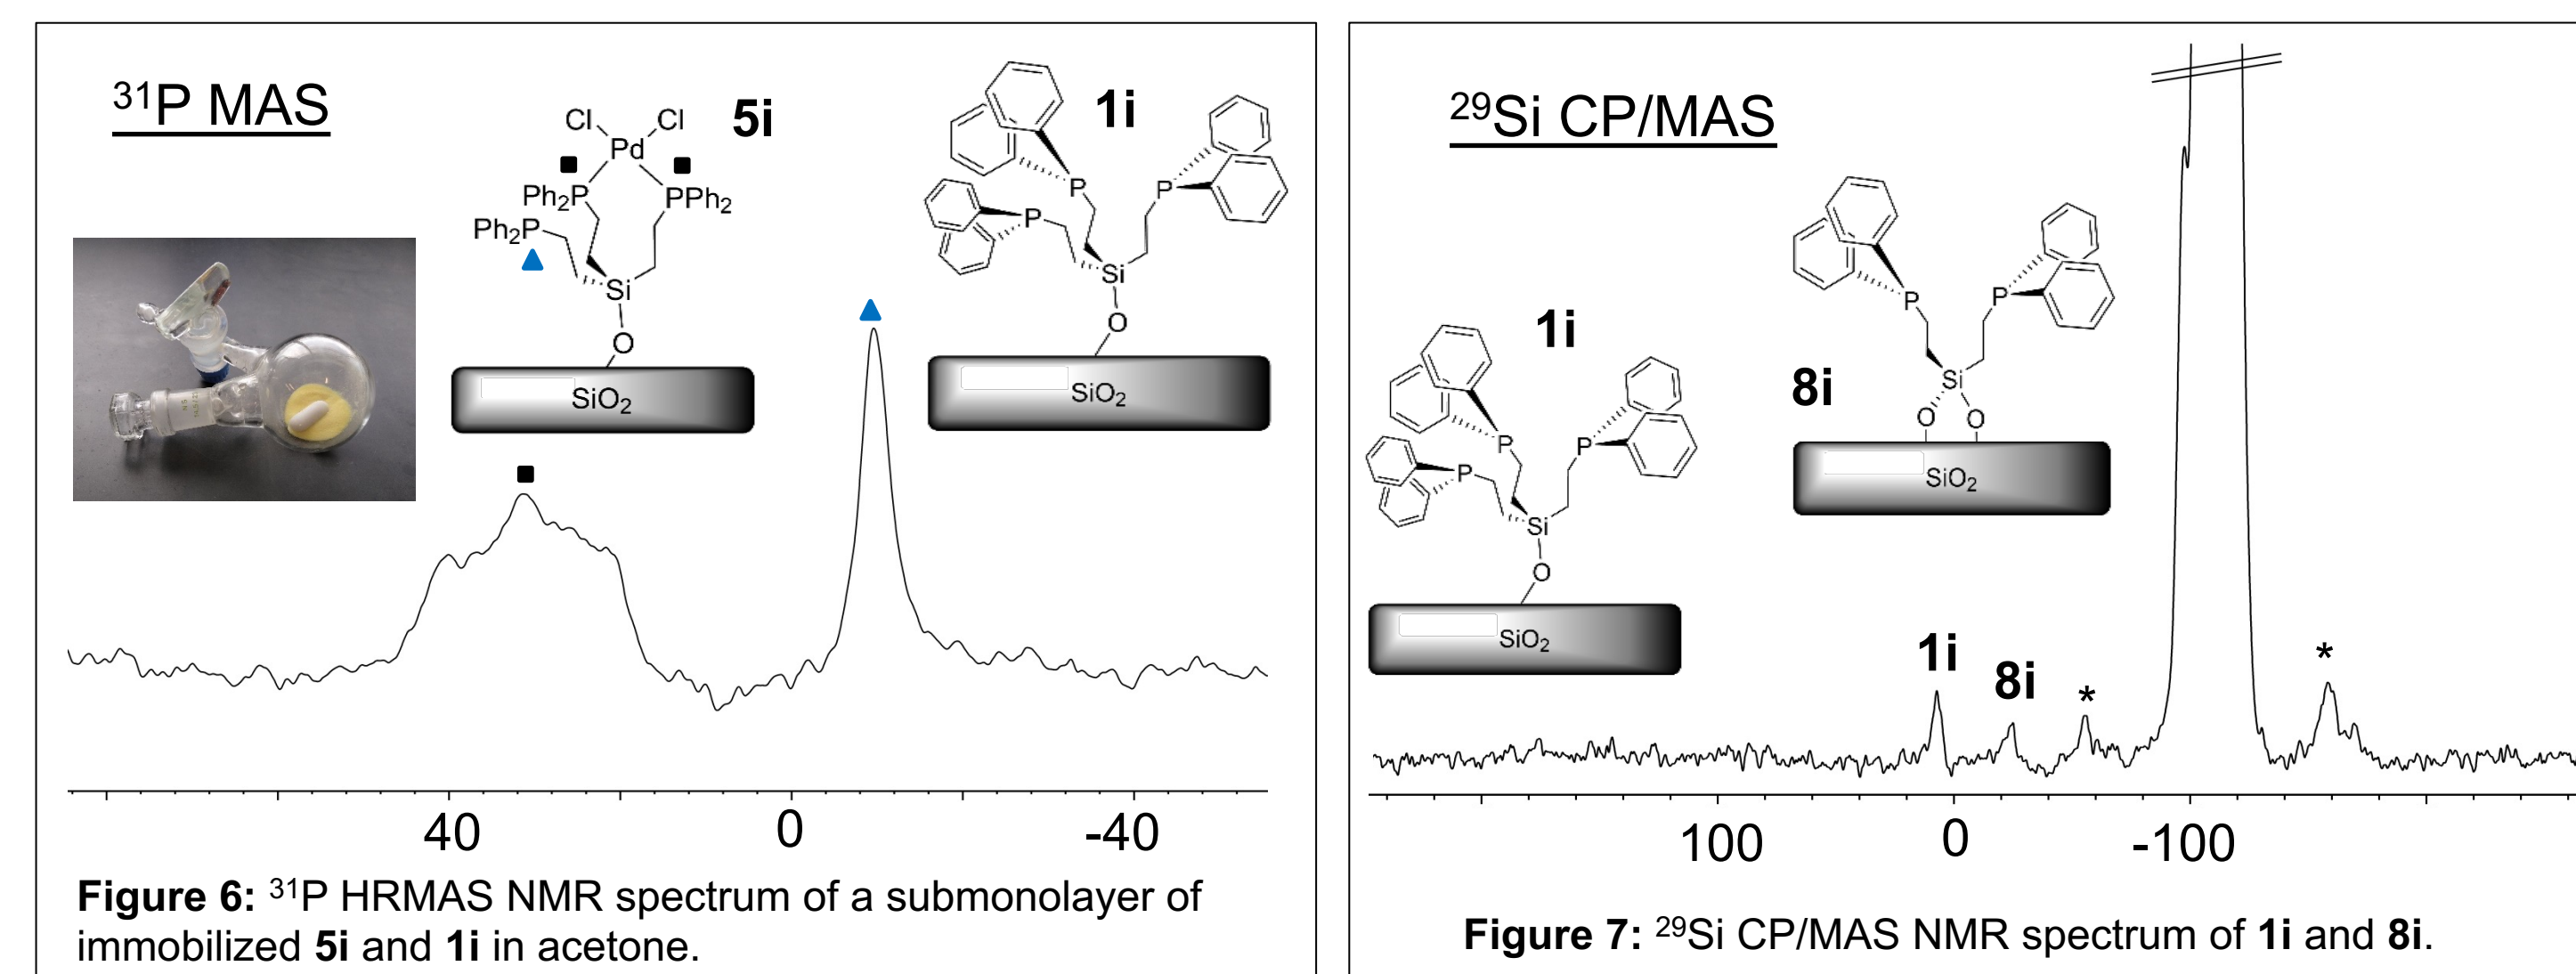 ³¹P MAS
5i
1i
Cl
Cl
Pd
■
■
Ph₂P
PPh₂
Ph₂P
▲
Si
O
SiO₂
P
P
P
Si
O
SiO₂
▲
■
40
0
-40
Figure 6: ³¹P HRMAS NMR spectrum of a submonolayer of
immobilized 5i and 1i in acetone.
²⁹Si CP/MAS
1i
P
P
P
Si
O
SiO₂
8i
P
P
Si
O
O
SiO₂
1i
8i
*
*
100
0
-100
Figure 7: ²⁹Si CP/MAS NMR spectrum of 1i and 8i.